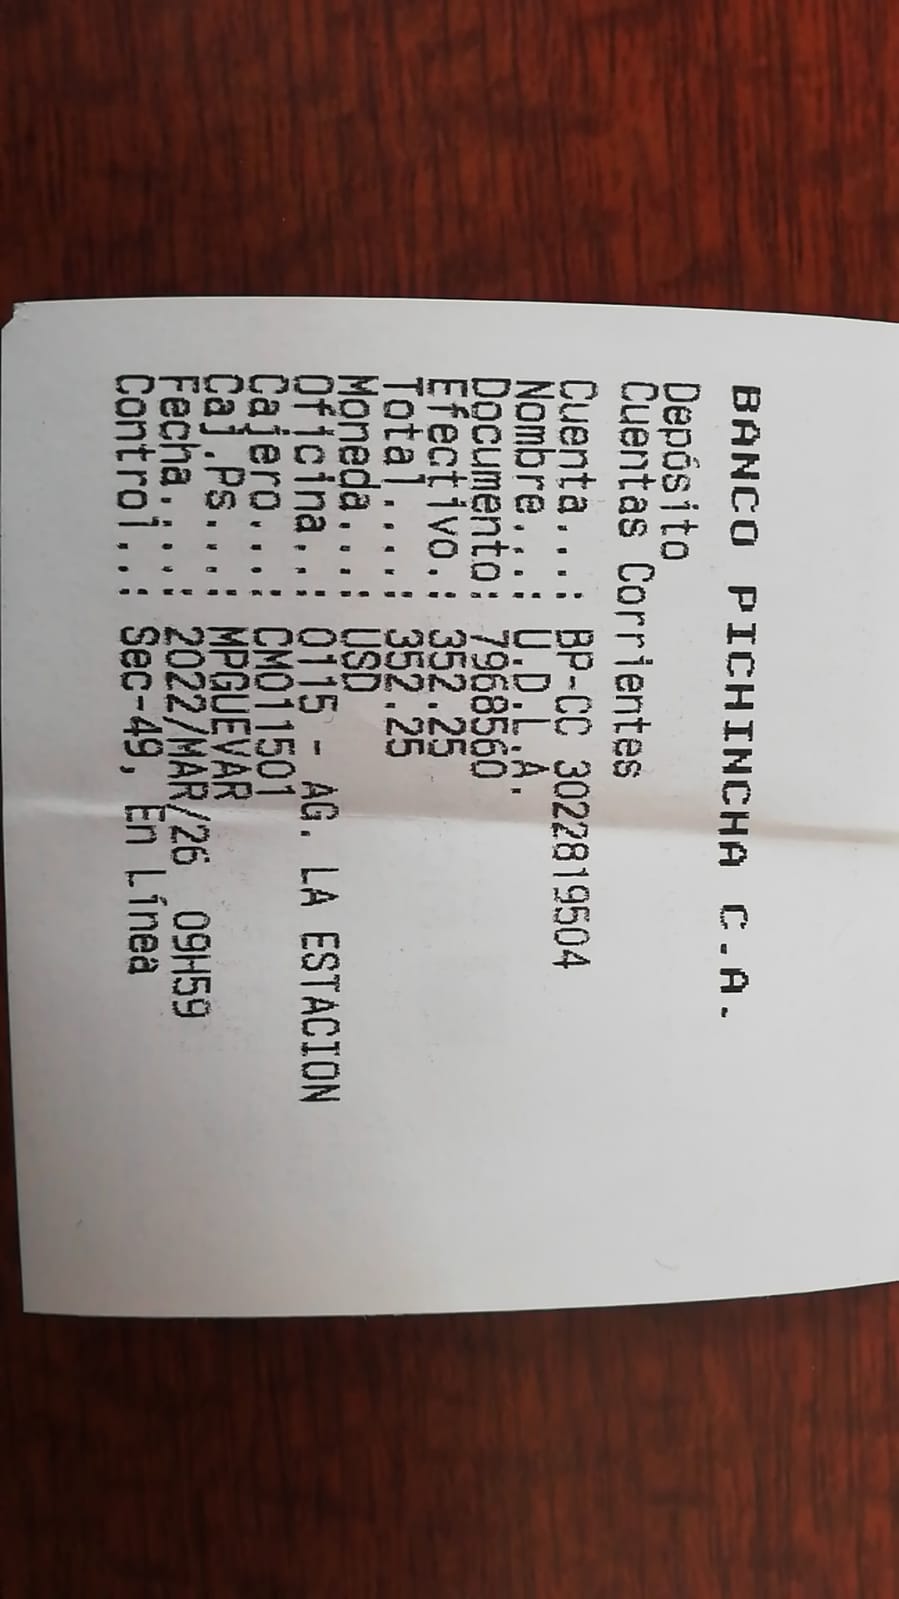 BANCO PICHINCHA C.A.
Depósito
Cuentas Corrientes
Cuenta...: BP-CC 3022819504
Nombre...: U.D.L.A.
Documento: 7968560
Efectivo.: 352.25
Total....: 352.25
Moneda...: USD
Oficina..: 0115 - AG. LA ESTACION
Cajero...: CM011501
Caj.Ps...: MPGUEVAR
Fecha....: 2022/MAR/26 09H59
Control..: Sec-49, En Línea